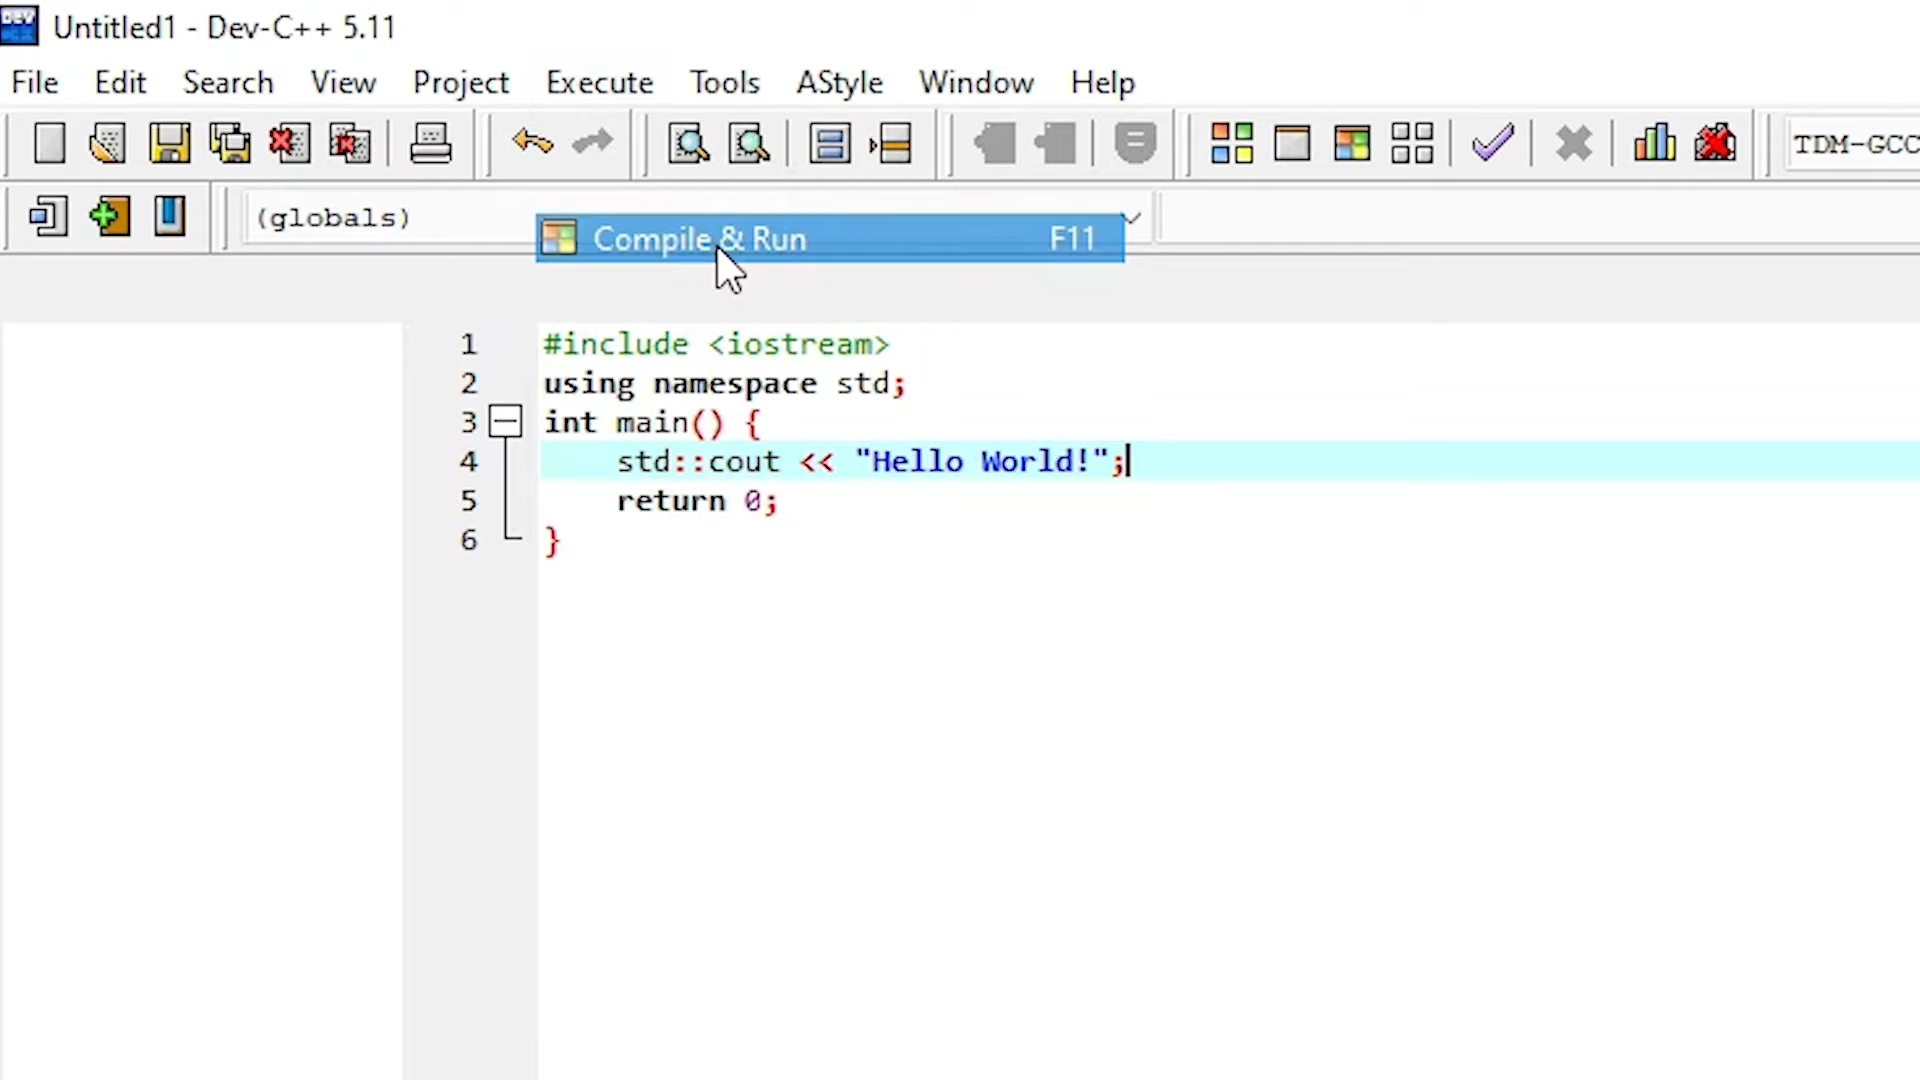 DEV
Untitled1 - Dev-C++ 5.11
File Edit Search View Project Execute Tools AStyle Window Help
TDM-GCC
(globals)
Compile & Run F11
1 #include <iostream>
2 using namespace std;
3 int main() {
4 std::cout << "Hello World!";
5 return 0;
6 }